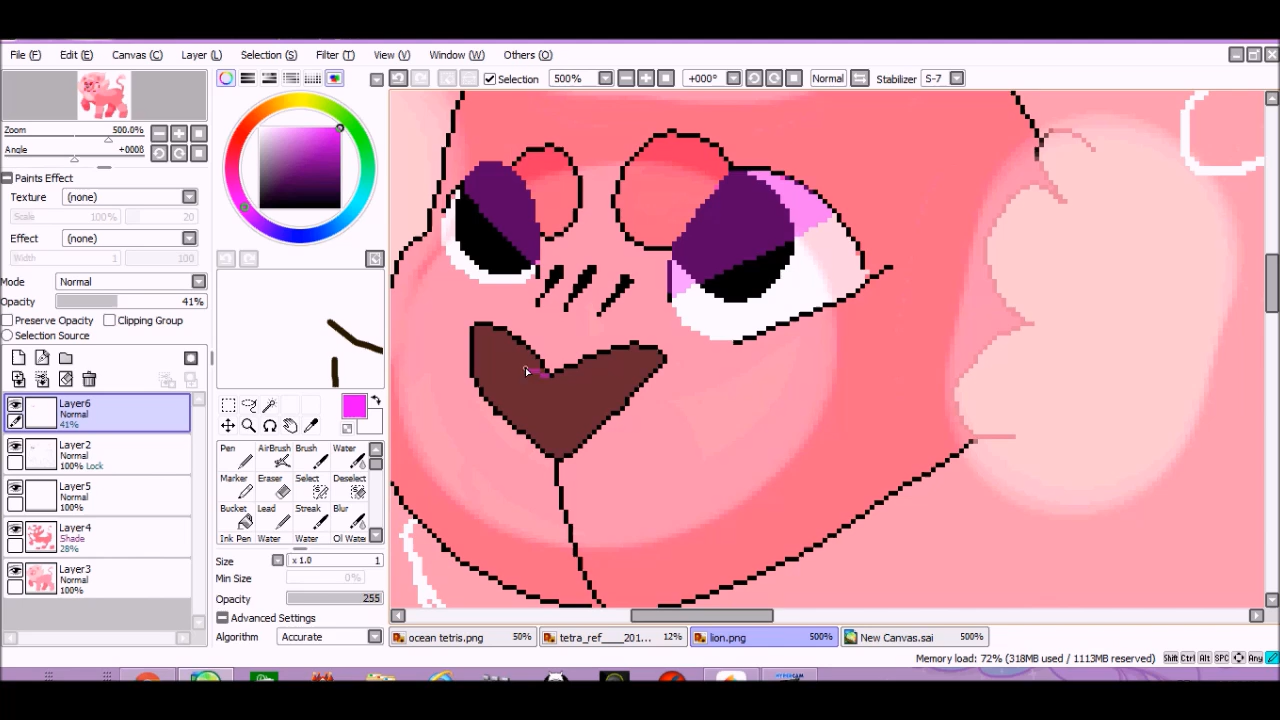 File (F) Edit (E) Canvas (C) Layer (L) Selection (S) Filter (T) View (V) Window (W) Others (O)
Selection 500% +000° Normal Stabilizer S-7
Zoom 500.0%
Angle +000θ
Paints Effect
Texture (none)
Scale 100% 20
Effect (none)
Width 1 100
Mode Normal
Opacity 41%
Preserve Opacity Clipping Group
Selection Source
Layer6
Normal
41%
Layer2
Normal
100% Lock
Layer5
Normal
100%
Layer4
Shade
28%
Layer3
Normal
100%
Pen AirBrush Brush Water
Marker Eraser Select Deselect
Bucket Lead Streak Blur
Ink Pen Water Water Oil Water
Size x 1.0 1
Min Size 0%
Opacity 255
Advanced Settings
Algorithm Accurate
ocean tetris.png 50% tetra_ref____201... 12% lion.png 500% New Canvas.sai 500%
Memory load: 72% (318MB used / 1113MB reserved) Shift Ctrl Alt SPC Any
HYPERCAM